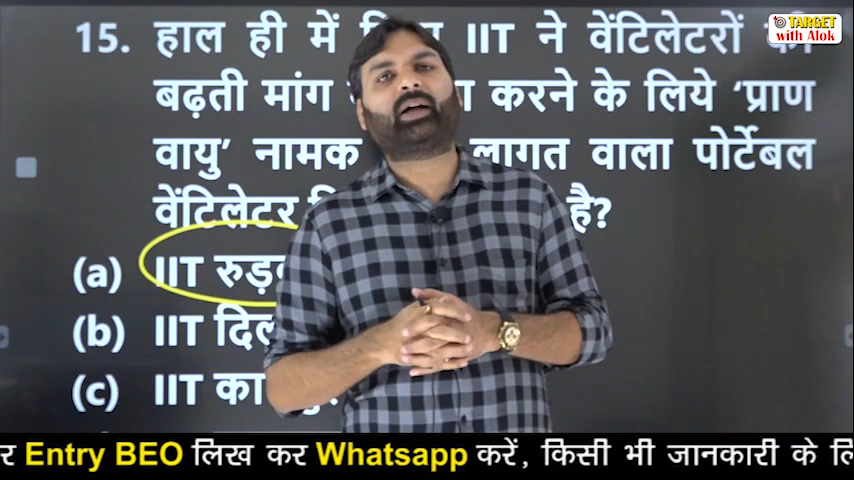 TARGET
with Alok
15. हाल ही में IIT ने वेंटिलेटरों की
बढ़ती मांग करने के लिये ‘प्राण
वायु’ नामक लागत वाला पोर्टेबल
वेंटिलेटर है?
(a) IIT
(b) IIT
(c) IIT
र Entry BEO लिख कर Whatsapp करें, किसी भी जानकारी के लि